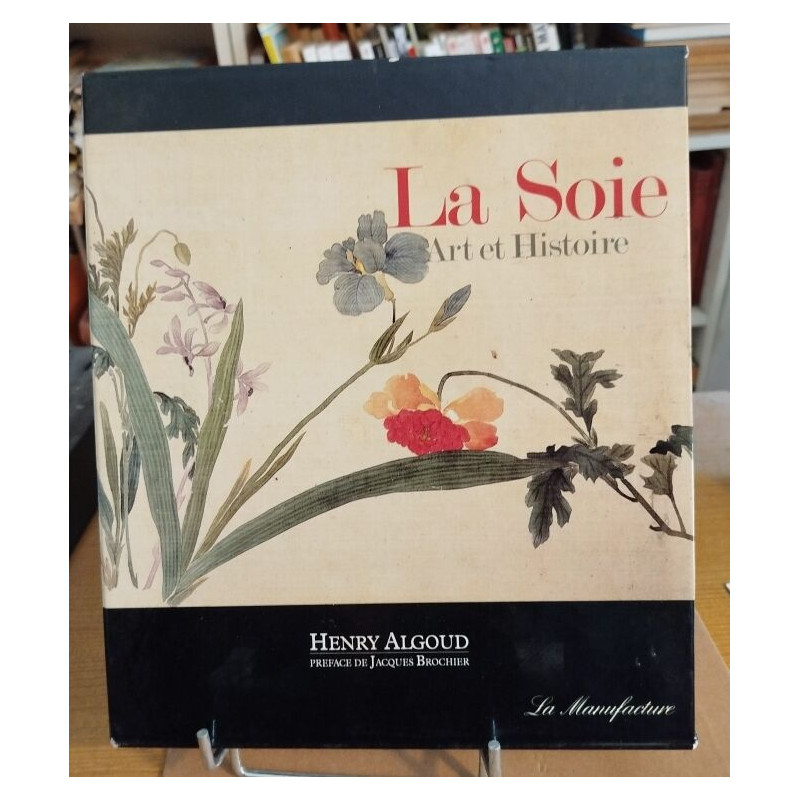 La Soie
Art et Histoire
HENRY ALGOUD
PREFACE DE JACQUES BROCHIER
La Manufacture